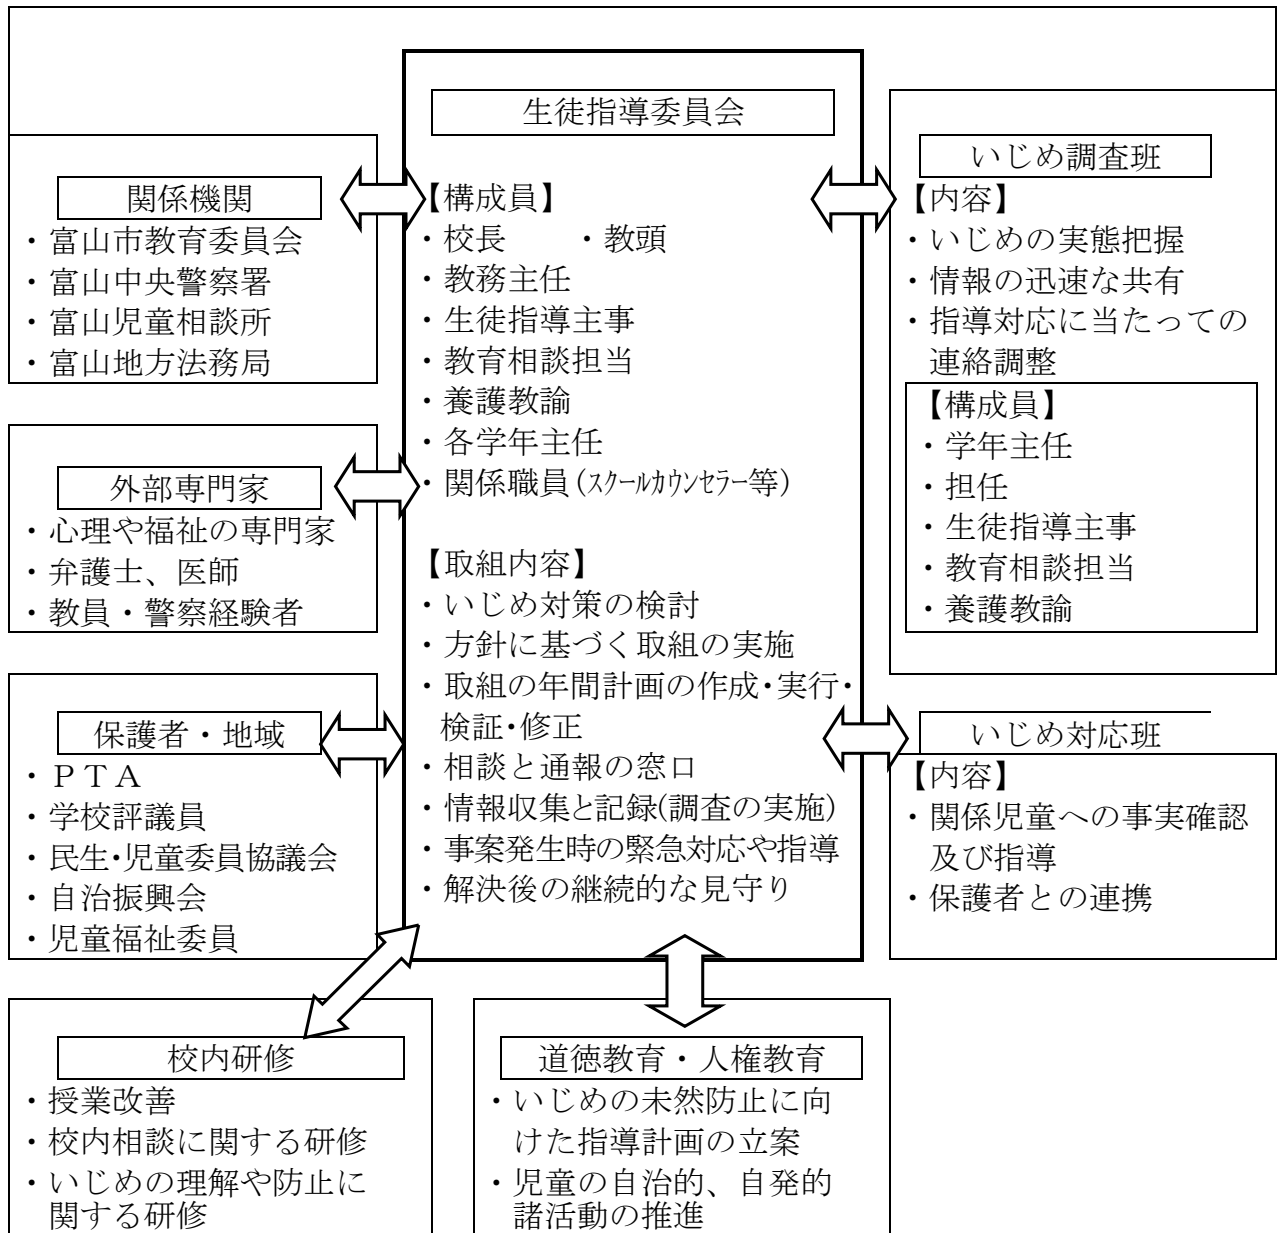 生徒指導委員会
【構成員】
・校長　　・教頭
・教務主任
・生徒指導主事
・教育相談担当
・養護教諭
・各学年主任
・関係職員(スクールカウンセラー等)
【取組内容】
・いじめ対策の検討
・方針に基づく取組の実施
・取組の年間計画の作成・実行・
検証・修正
・相談と通報の窓口
・情報収集と記録(調査の実施)
・事案発生時の緊急対応や指導
・解決後の継続的な見守り
関係機関
・富山市教育委員会
・富山中央警察署
・富山児童相談所
・富山地方法務局
外部専門家
・心理や福祉の専門家
・弁護士、医師
・教員・警察経験者
保護者・地域
・ＰＴＡ
・学校評議員
・民生・児童委員協議会
・自治振興会
・児童福祉委員
いじめ調査班
【内容】
・いじめの実態把握
・情報の迅速な共有
・指導対応に当たっての
連絡調整
【構成員】
・学年主任
・担任
・生徒指導主事
・教育相談担当
・養護教諭
いじめ対応班
【内容】
・関係児童への事実確認
及び指導
・保護者との連携
校内研修
・授業改善
・校内相談に関する研修
・いじめの理解や防止に
関する研修
道徳教育・人権教育
・いじめの未然防止に向
けた指導計画の立案
・児童の自治的、自発的
諸活動の推進